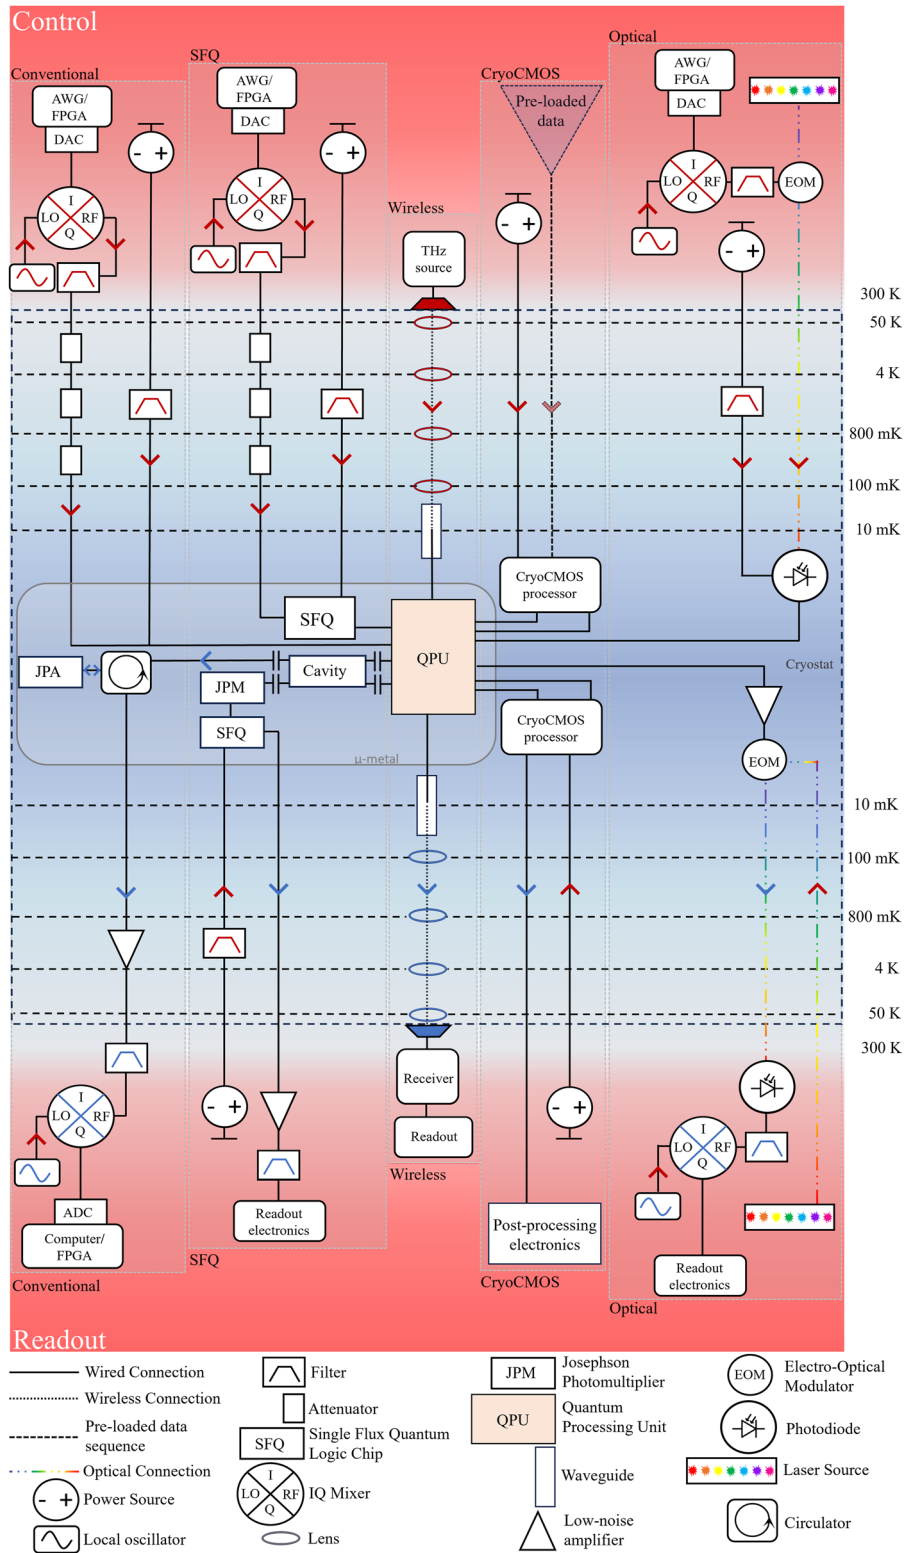 Control
Optical
SFQ
Conventional
CryoCMOS
AWG/
FPGA
DAC
AWG/
FPGA
DAC
Pre-loaded
data
AWG/
FPGA
DAC
- +
- +
I
LO RF
Q
I
LO RF
Q
I
LO RF
Q
EOM
Wireless
- +
- +
THz
source
300 K
50 K
4 K
800 mK
100 mK
10 mK
CryoCMOS
processor
SFQ
QPU
JPA
Cavity
Cryostat
JPM
SFQ
CryoCMOS
processor
μ-metal
EOM
10 mK
100 mK
800 mK
4 K
50 K
300 K
Receiver
- +
- +
I
LO RF
Q
Readout
I
LO RF
Q
Wireless
ADC
Computer/
FPGA
Readout
electronics
Post-processing
electronics
Readout
electronics
SFQ
Conventional
CryoCMOS
Optical
Readout
Wired Connection
Wireless Connection
Pre-loaded data
sequence
Optical Connection
- +
Power Source
Local oscillator
Filter
Attenuator
SFQ
Single Flux Quantum
Logic Chip
I
LO RF
Q
IQ Mixer
Lens
JPM
Josephson
Photomultiplier
QPU
Quantum
Processing Unit
Waveguide
Low-noise
amplifier
EOM
Electro-Optical
Modulator
Photodiode
Laser Source
Circulator